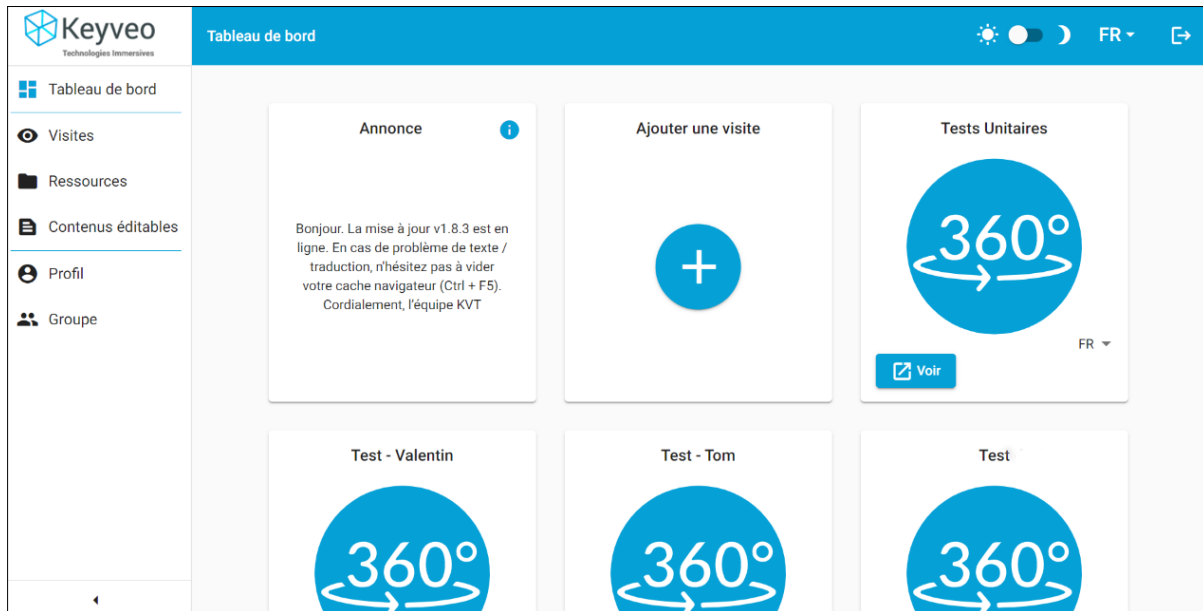 Keyveo
Technologies Immersives
Tableau de bord
FR
Tableau de bord
Visites
Ressources
Contenus éditables
Profil
Groupe
Annonce
Bonjour. La mise à jour v1.8.3 est en
ligne. En cas de problème de texte /
traduction, n'hésitez pas à vider
votre cache navigateur (Ctrl + F5).
Cordialement, l'équipe KVT
Ajouter une visite
Tests Unitaires
360°
FR
Voir
Test - Valentin
360°
Test - Tom
360°
Test
360°